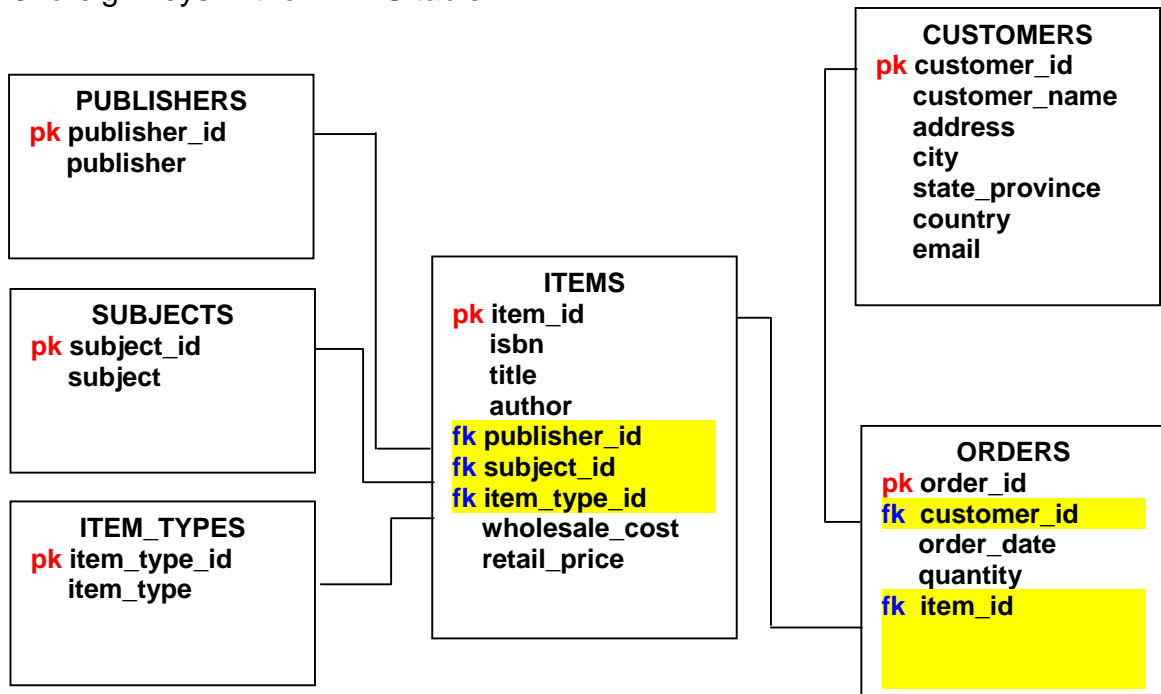 PUBLISHERS
pk publisher_id
publisher
SUBJECTS
pk subject_id
subject
ITEM_TYPES
pk item_type_id
item_type
ITEMS
pk item_id
isbn
title
author
fk publisher_id
fk subject_id
fk item_type_id
wholesale_cost
retail_price
CUSTOMERS
pk customer_id
customer_name
address
city
state_province
country
email
ORDERS
pk order_id
fk customer_id
order_date
quantity
fk item_id